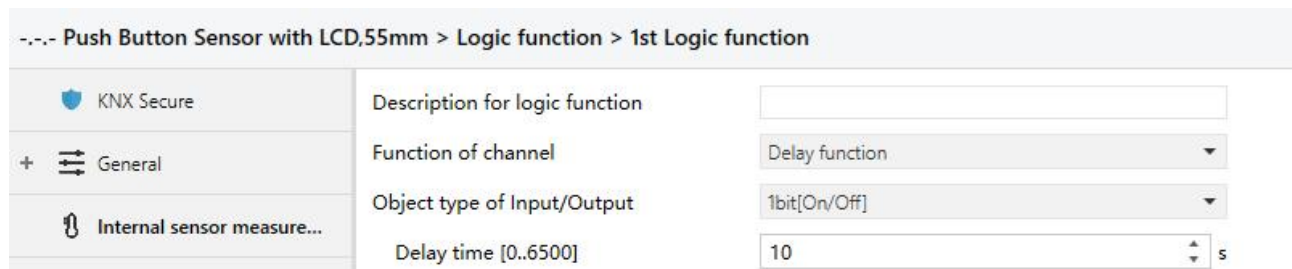 -.-.- Push Button Sensor with LCD,55mm > Logic function > 1st Logic function
KNX Secure
Description for logic function
+ General
Function of channel Delay function
Object type of Input/Output 1bit[On/Off]
Internal sensor measure...
Delay time [0..6500] 10 s